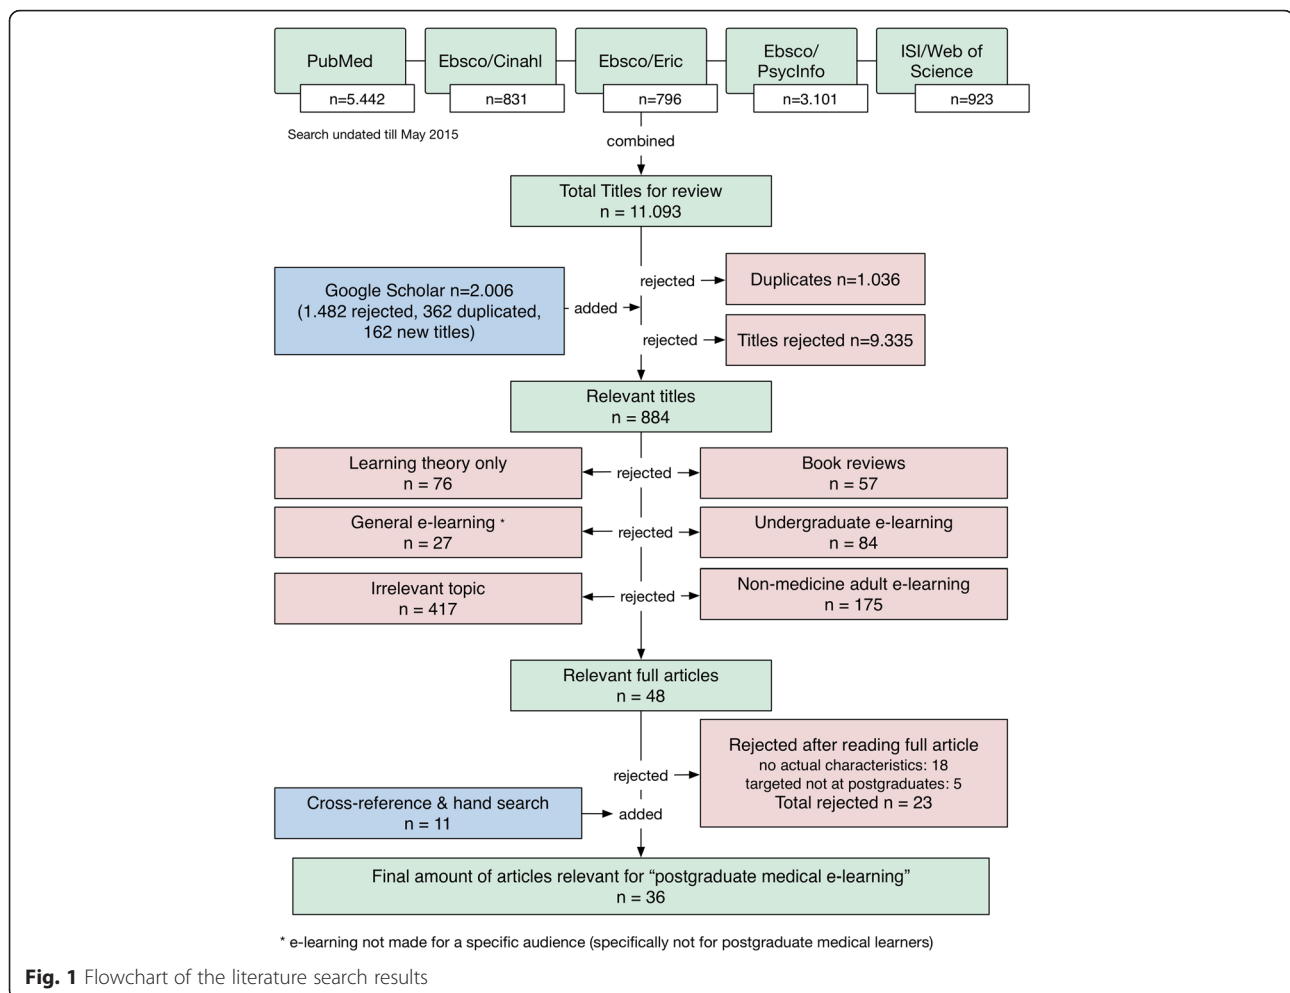 PubMed
n=5.442
Ebsco/Cinahl
n=831
Ebsco/Eric
n=796
Ebsco/
PsycInfo
n=3.101
ISI/Web of
Science
n=923
Search undated till May 2015
combined
Total Titles for review
n = 11.093
rejected
Duplicates n=1.036
Google Scholar n=2.006
(1.482 rejected, 362 duplicated,
162 new titles)
added
rejected
Titles rejected n=9.335
Relevant titles
n = 884
Learning theory only
n = 76
rejected
Book reviews
n = 57
General e-learning *
n = 27
rejected
Undergraduate e-learning
n = 84
Irrelevant topic
n = 417
rejected
Non-medicine adult e-learning
n = 175
Relevant full articles
n = 48
rejected
Rejected after reading full article
no actual characteristics: 18
targeted not at postgraduates: 5
Total rejected n = 23
Cross-reference & hand search
n = 11
added
Final amount of articles relevant for “postgraduate medical e-learning”
n = 36
* e-learning not made for a specific audience (specifically not for postgraduate medical learners)
Fig. 1 Flowchart of the literature search results